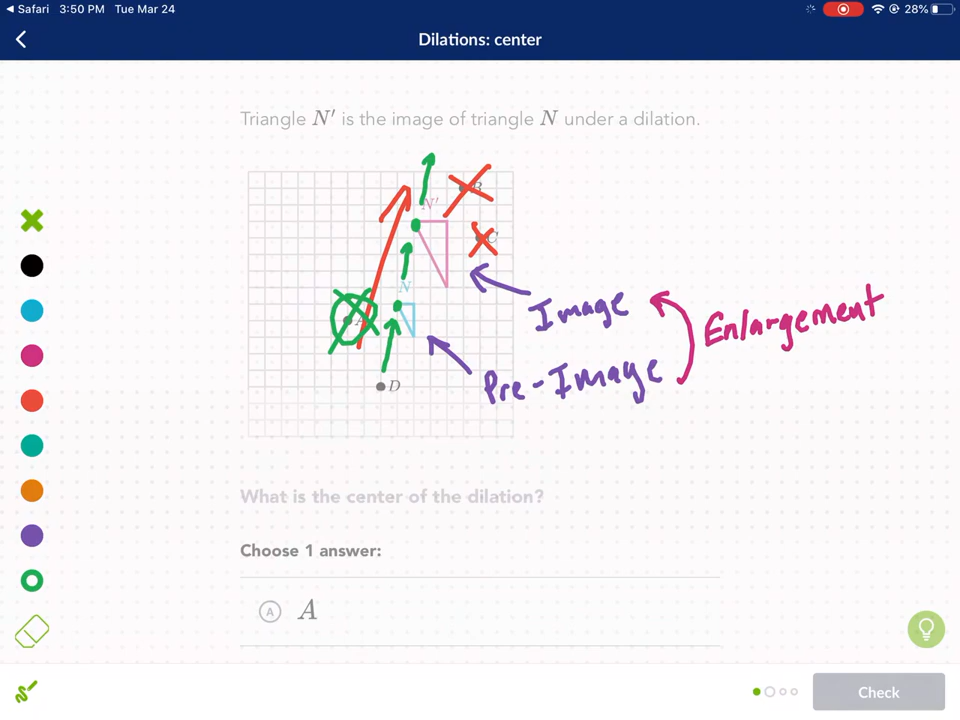 Safari 3:50 PM Tue Mar 24
28%
Dilations: center
Triangle N′ is the image of triangle N under a dilation.
B
N′
C
N
Image
Enlargement
A
Pre-Image
D
What is the center of the dilation?
Choose 1 answer:
A A
Check